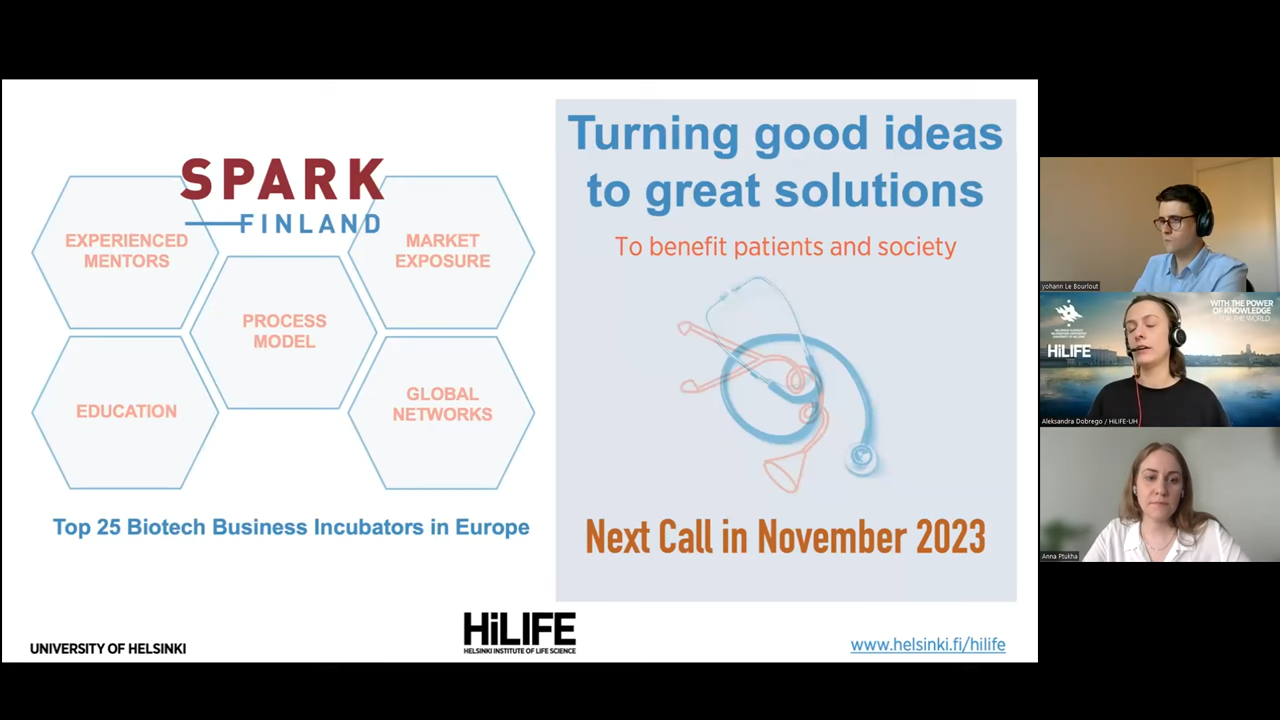 SPARK
FINLAND
EXPERIENCED
MENTORS
MARKET
EXPOSURE
PROCESS
MODEL
EDUCATION
GLOBAL
NETWORKS
Top 25 Biotech Business Incubators in Europe
Turning good ideas
to great solutions
To benefit patients and society
Next Call in November 2023
UNIVERSITY OF HELSINKI
HiLIFE
HELSINKI INSTITUTE OF LIFE SCIENCE
www.helsinki.fi/hilife
yohann Le Bourlout
WITH THE POWER
OF KNOWLEDGE
FOR THE WORLD
HiLIFE
Aleksandra Dobrego / HiLIFE-UH
Anna Ptukha